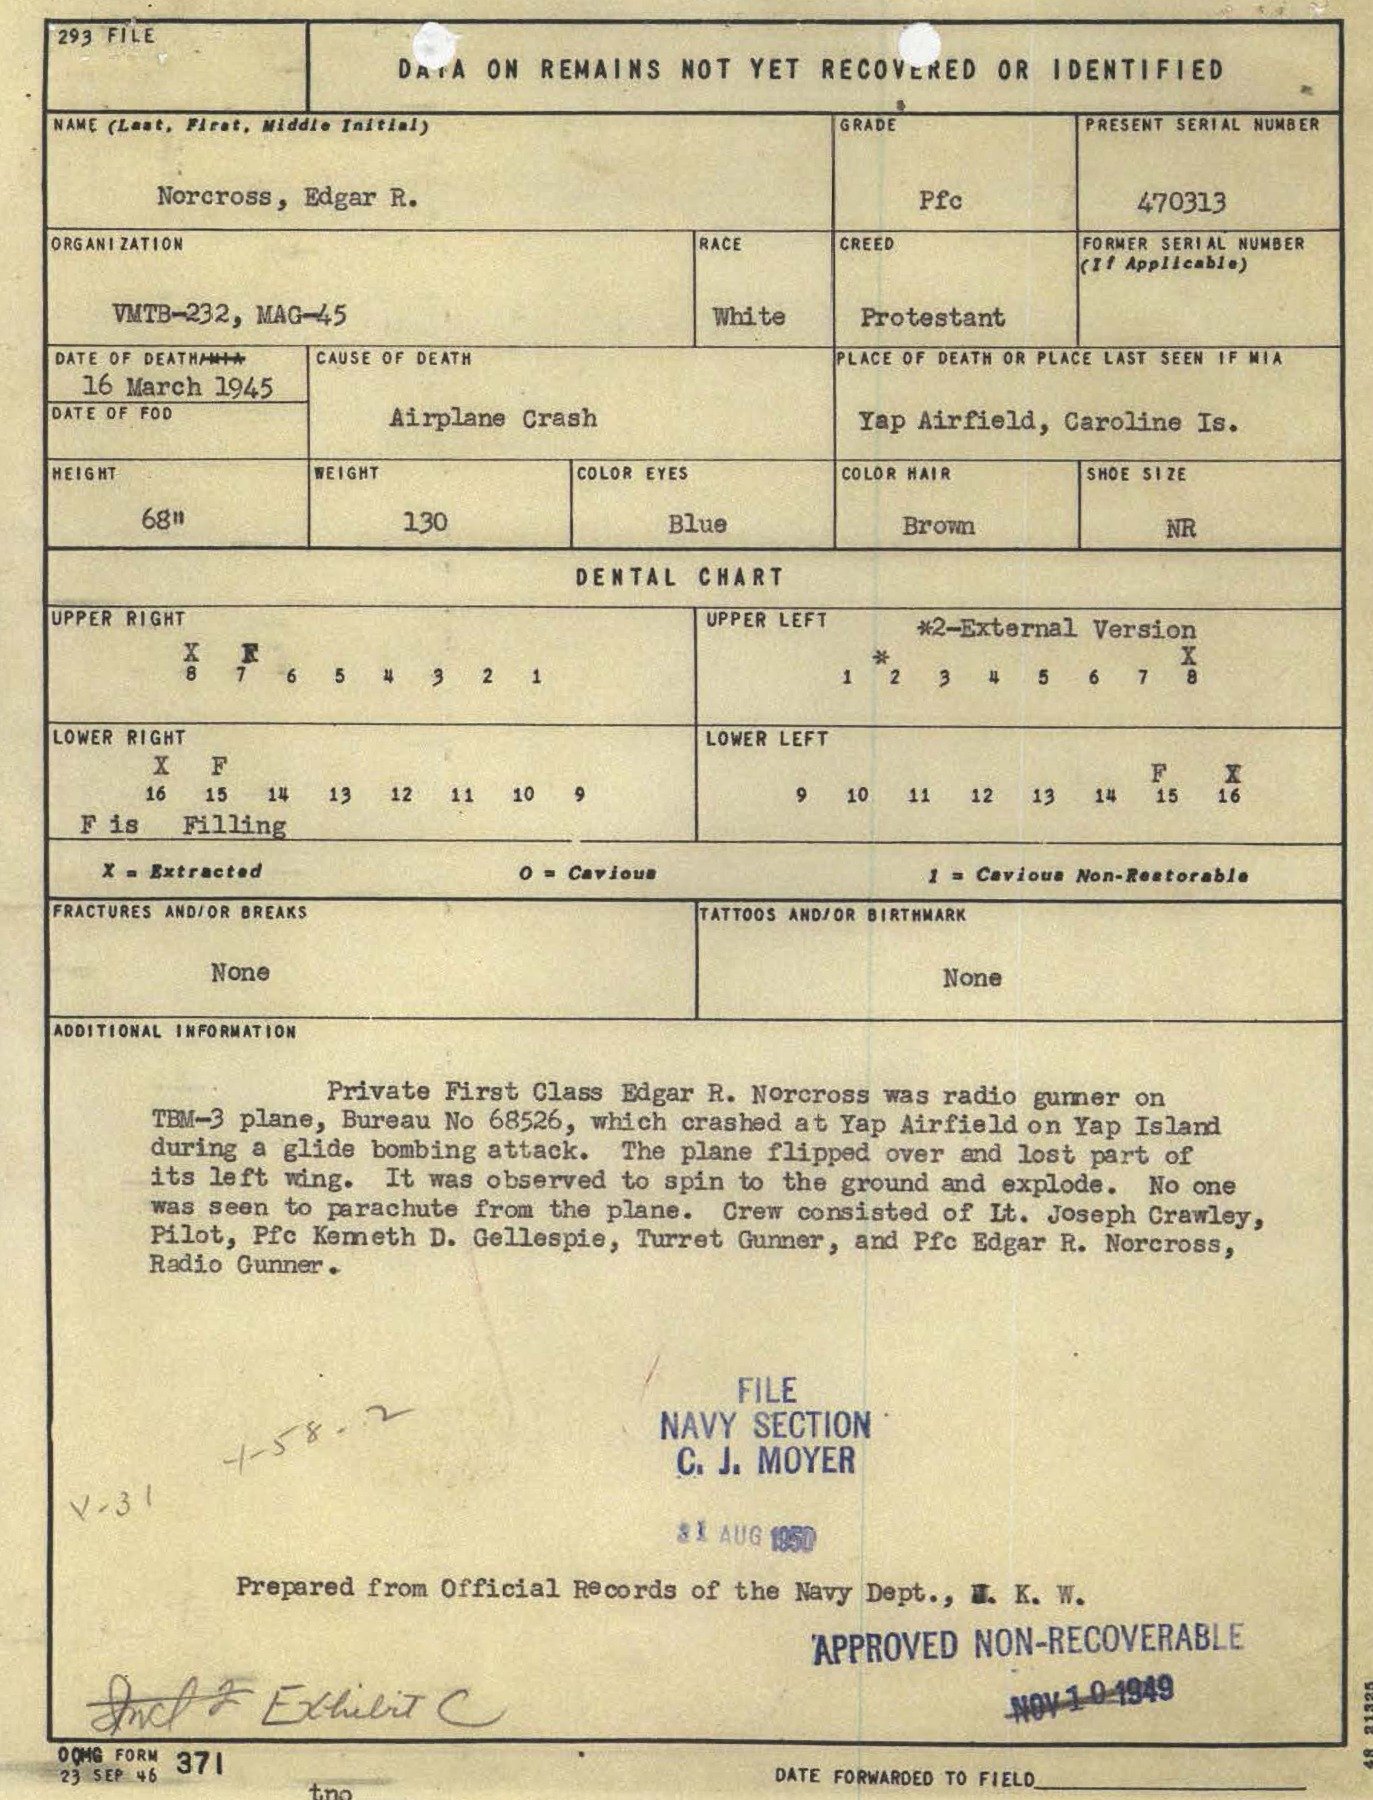 293 FILE
DATA ON REMAINS NOT YET RECOVERED OR IDENTIFIED
NAME (Last, First, Middle Initial)
GRADE
PRESENT SERIAL NUMBER
Norcross, Edgar R.
Pfc
470313
ORGANIZATION
RACE
CREED
FORMER SERIAL NUMBER
(If Applicable)
VMTB-232, MAG-45
White
Protestant
DATE OF DEATH/MIA
CAUSE OF DEATH
PLACE OF DEATH OR PLACE LAST SEEN IF MIA
16 March 1945
DATE OF FOD
Airplane Crash
Yap Airfield, Caroline Is.
HEIGHT
WEIGHT
COLOR EYES
COLOR HAIR
SHOE SIZE
68"
130
Blue
Brown
NR
DENTAL CHART
UPPER RIGHT
X F
8 7 6 5 4 3 2 1
UPPER LEFT
*2-External Version
* X
1 2 3 4 5 6 7 8
LOWER RIGHT
X F
16 15 14 13 12 11 10 9
F is Filling
LOWER LEFT
F X
9 10 11 12 13 14 15 16
X = Extracted
O = Cavious
1 = Cavious Non-Restorable
FRACTURES AND/OR BREAKS
TATTOOS AND/OR BIRTHMARK
None
None
ADDITIONAL INFORMATION
Private First Class Edgar R. Norcross was radio gunner on
TBM-3 plane, Bureau No 68526, which crashed at Yap Airfield on Yap Island
during a glide bombing attack. The plane flipped over and lost part of
its left wing. It was observed to spin to the ground and explode. No one
was seen to parachute from the plane. Crew consisted of Lt. Joseph Crawley,
Pilot, Pfc Kenneth D. Gellespie, Turret Gunner, and Pfc Edgar R. Norcross,
Radio Gunner.
FILE
NAVY SECTION
C. J. MOYER
58-2
V-31
31 AUG 1950
Prepared from Official Records of the Navy Dept., K. W.
APPROVED NON-RECOVERABLE
NOV 10 1949
Incl 2 Exhibit C
OQMG FORM 371
23 SEP 46
tno
DATE FORWARDED TO FIELD
48 21325